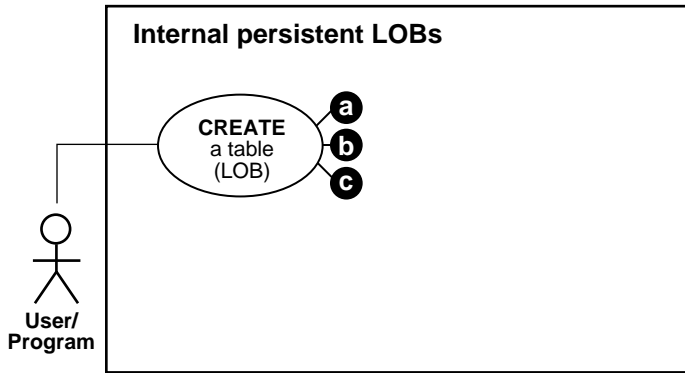 Internal persistent LOBs
CREATE
a table
(LOB)
a
b
c
User/
Program